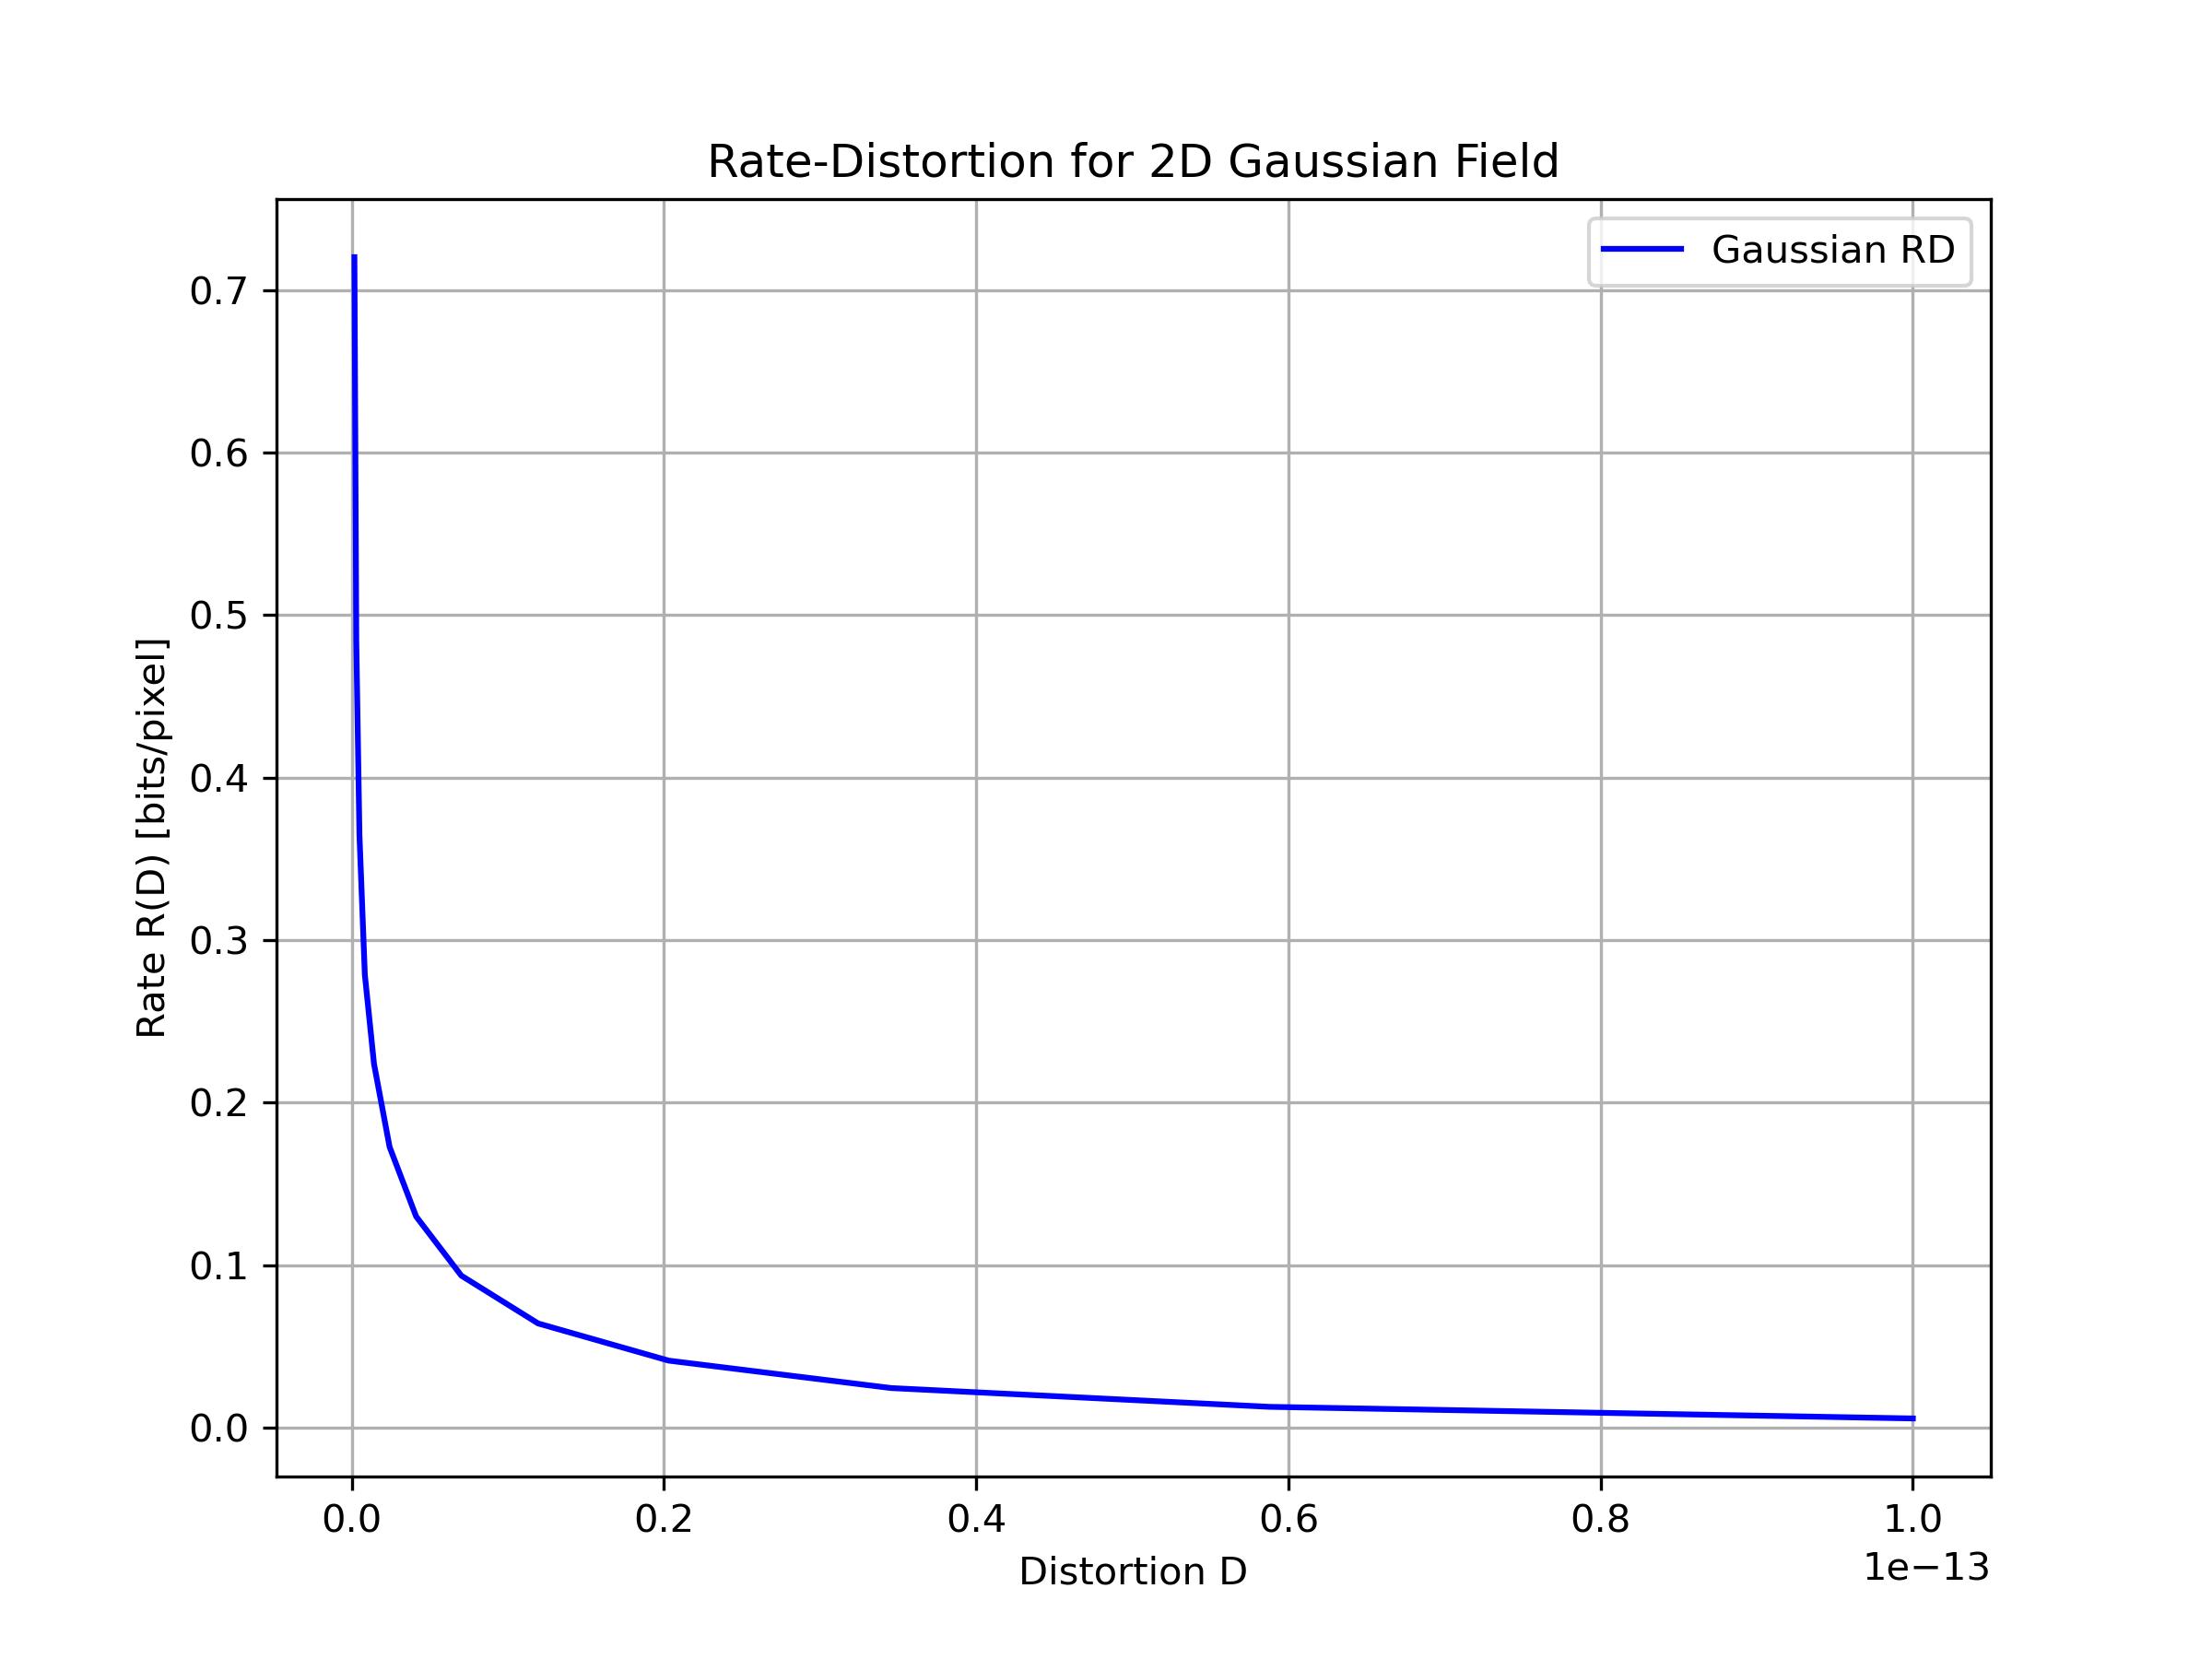 Rate-Distortion for 2D Gaussian Field
Gaussian RD
0.7
0.6
0.5
0.4
0.3
0.2
0.1
0.0
Rate R(D) [bits/pixel]
0.0 0.2 0.4 0.6 0.8 1.0
1e−13
Distortion D